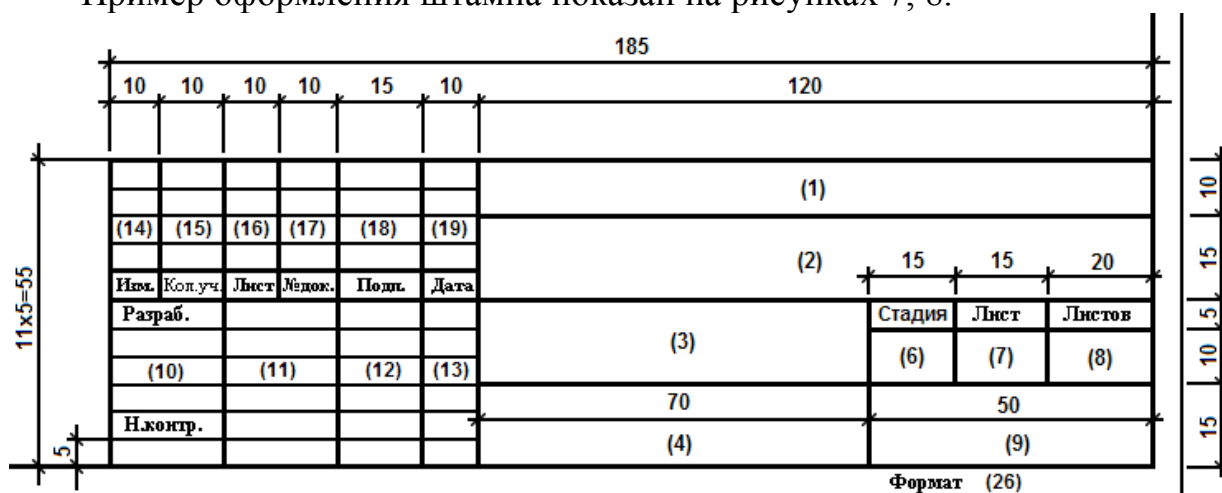 Пример оформления штампа показан на рисунках 7, 8.
185
10 10 10 10 15 10 120
(1)
10
(14) (15) (16) (17) (18) (19)
(2) 15 15 20
15
11х5=55
Изм. Кол.уч. Лист №док. Подп. Дата
Разраб.
(3)
Стадия Лист Листов
5
(6) (7) (8)
10
(10) (11) (12) (13)
70 50
Н.контр.
(4) (9)
15
5
Формат (26)